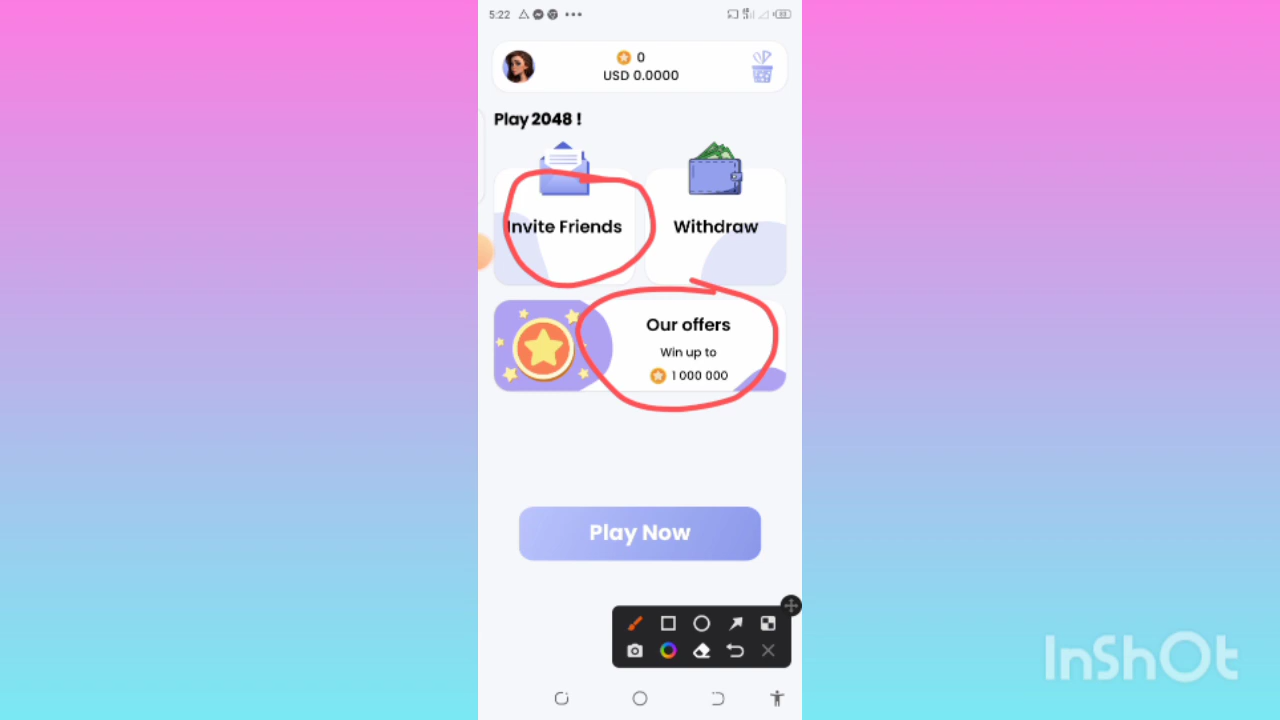 5:22
0
USD 0.0000
Play 2048 !
Invite Friends
Withdraw
Our offers
Win up to
1 000 000
Play Now
InShOt